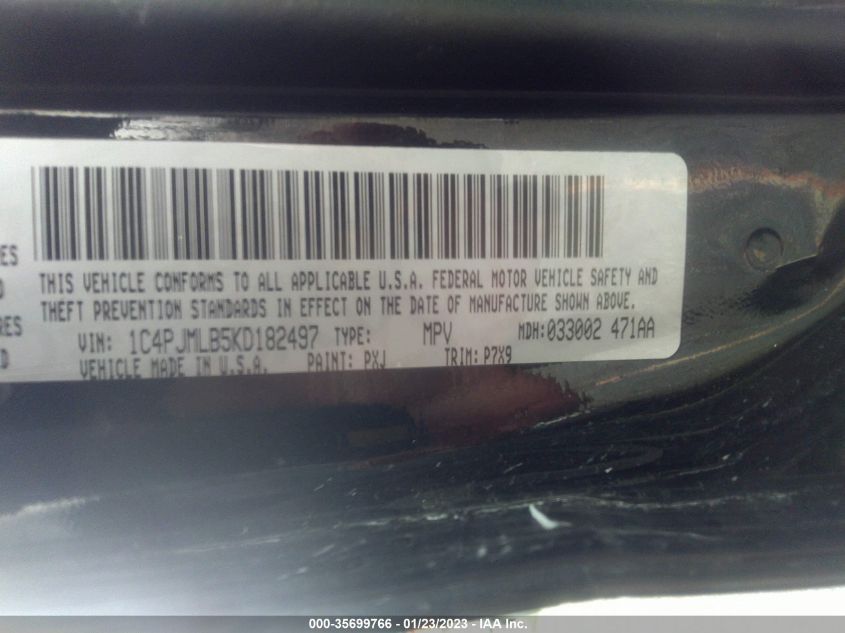 THIS VEHICLE CONFORMS TO ALL APPLICABLE U.S.A. FEDERAL MOTOR VEHICLE SAFETY AND
THEFT PREVENTION STANDARDS IN EFFECT ON THE DATE OF MANUFACTURE SHOWN ABOVE.
VIN: 1C4PJMLB5KD182497 TYPE: MPV MDH:033002 471AA
VEHICLE MADE IN U.S.A. PAINT: PXJ TRIM: P7X9
000-35699766 - 01/23/2023 - IAA Inc.